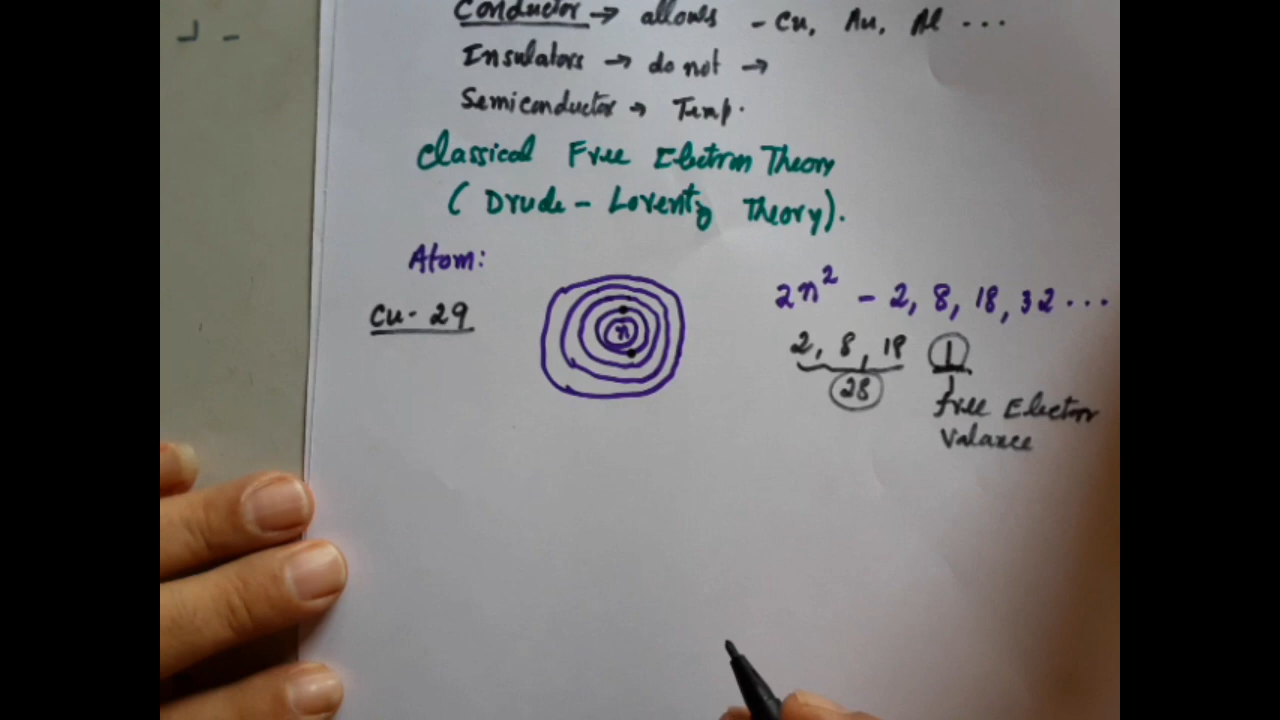 Conductor → allows - Cu, Au, Al ...
Insulators → do not →
Semiconductor → Temp.
Classical Free Electron Theory
( Drude - Lorentz Theory).
Atom:
2n² - 2, 8, 18, 32 ...
Cu - 29
n
2, 8, 18 1
28
free Electron
Valance